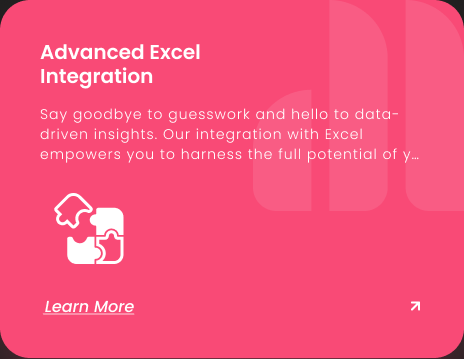 Advanced Excel
Integration
Say goodbye to guesswork and hello to data-
driven insights. Our integration with Excel
empowers you to harness the full potential of y…
Learn More